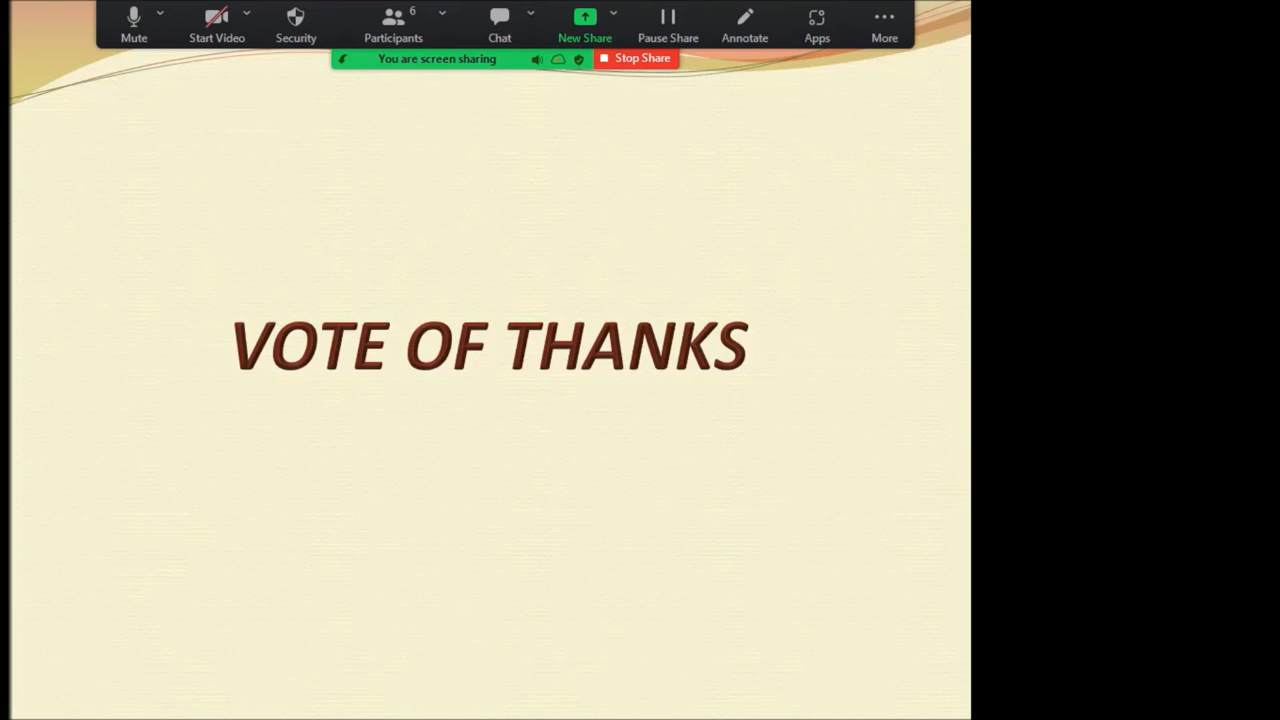 6
Mute Start Video Security Participants Chat New Share Pause Share Annotate Apps More
You are screen sharing Stop Share
VOTE OF THANKS